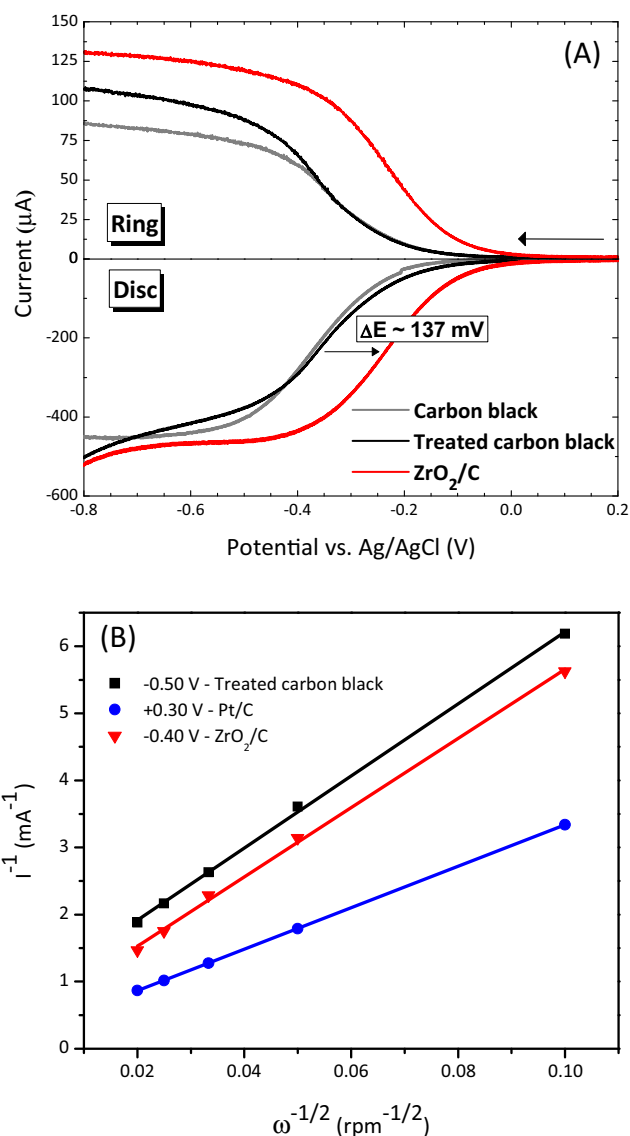 (A)
150
125
100
75
50
25
0
-200
-400
-600
Current (μA)
Ring
Disc
ΔE ~ 137 mV
Carbon black
Treated carbon black
ZrO₂/C
-0.8 -0.6 -0.4 -0.2 0.0 0.2
Potential vs. Ag/AgCl (V)
(B)
-0.50 V - Treated carbon black
+0.30 V - Pt/C
-0.40 V - ZrO₂/C
6
5
4
3
2
1
0
I⁻¹ (mA⁻¹)
0.02 0.04 0.06 0.08 0.10
ω⁻¹/² (rpm⁻¹/²)